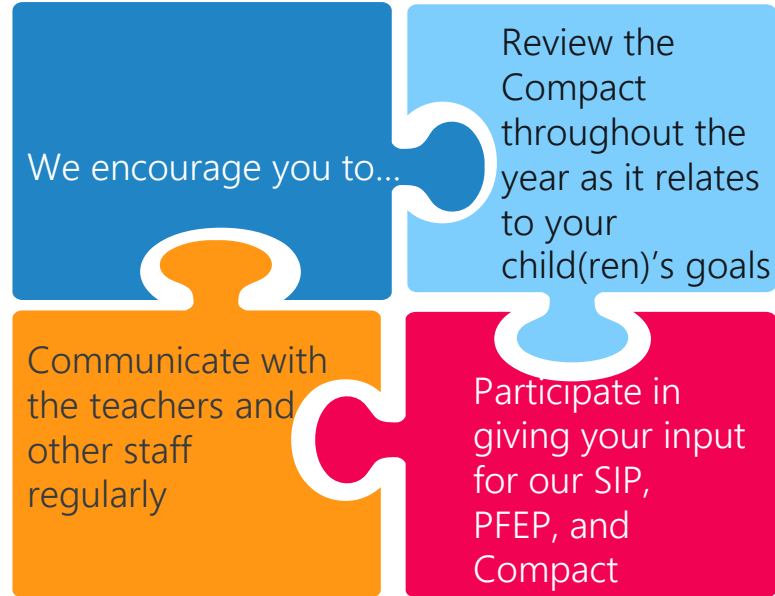 We encourage you to...
Review the
Compact
throughout the
year as it relates
to your
child(ren)’s goals
Communicate with
the teachers and
other staff
regularly
Participate in
giving your input
for our SIP,
PFEP, and
Compact